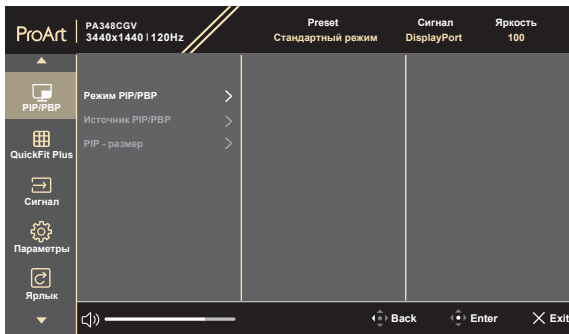 ProArt
PA348CGV
3440x1440 | 120Hz
Preset
Стандартный режим
Сигнал
DisplayPort
Яркость
100
PIP/PBP
QuickFit Plus
Сигнал
Параметры
Ярлык
Режим PIP/PBP
Источник PIP/PBP
PIP - размер
Back
Enter
Exit